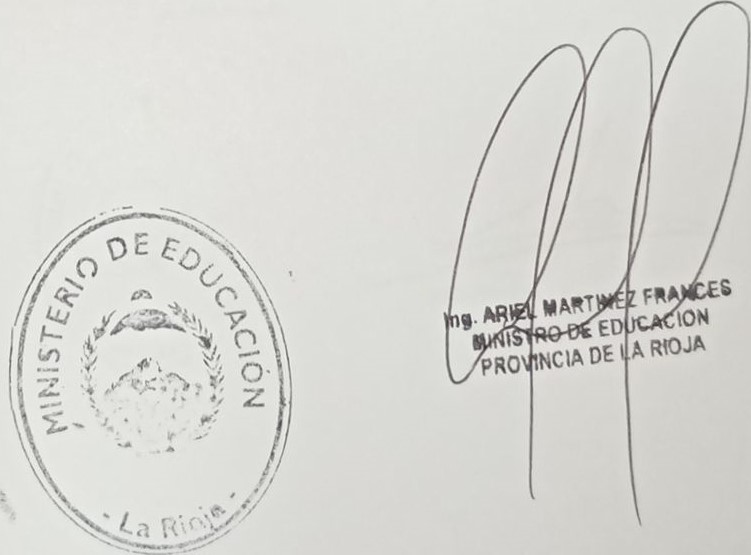 MINISTERIO DE EDUCACIÓN
- La Rioja -
Ing. ARIEL MARTINEZ FRANCES
MINISTRO DE EDUCACION
PROVINCIA DE LA RIOJA